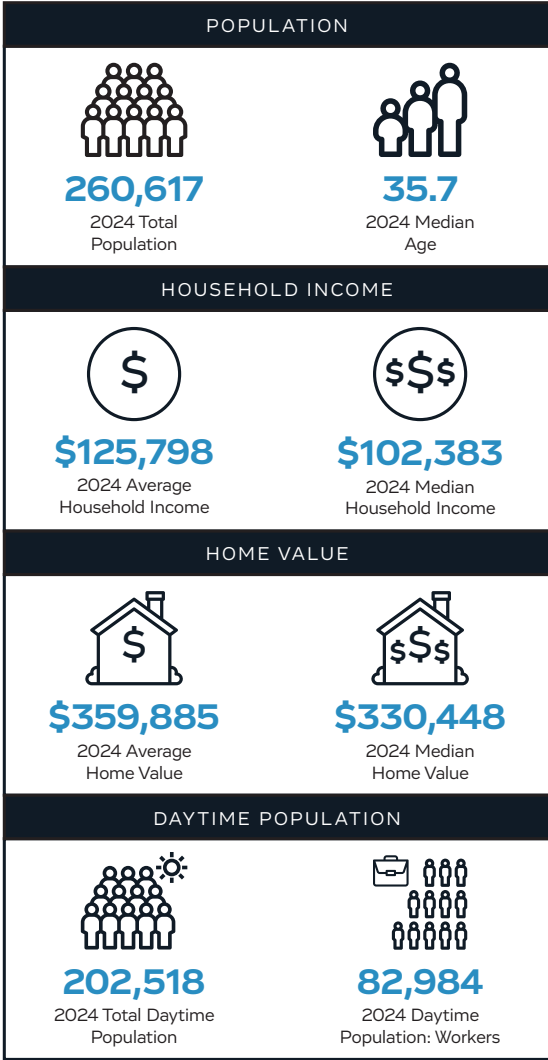 POPULATION
260,617
2024 Total
Population
35.7
2024 Median
Age
HOUSEHOLD INCOME
$
$125,798
2024 Average
Household Income
$$$
$102,383
2024 Median
Household Income
HOME VALUE
$
$359,885
2024 Average
Home Value
$$$
$330,448
2024 Median
Home Value
DAYTIME POPULATION
202,518
2024 Total Daytime
Population
82,984
2024 Daytime
Population: Workers